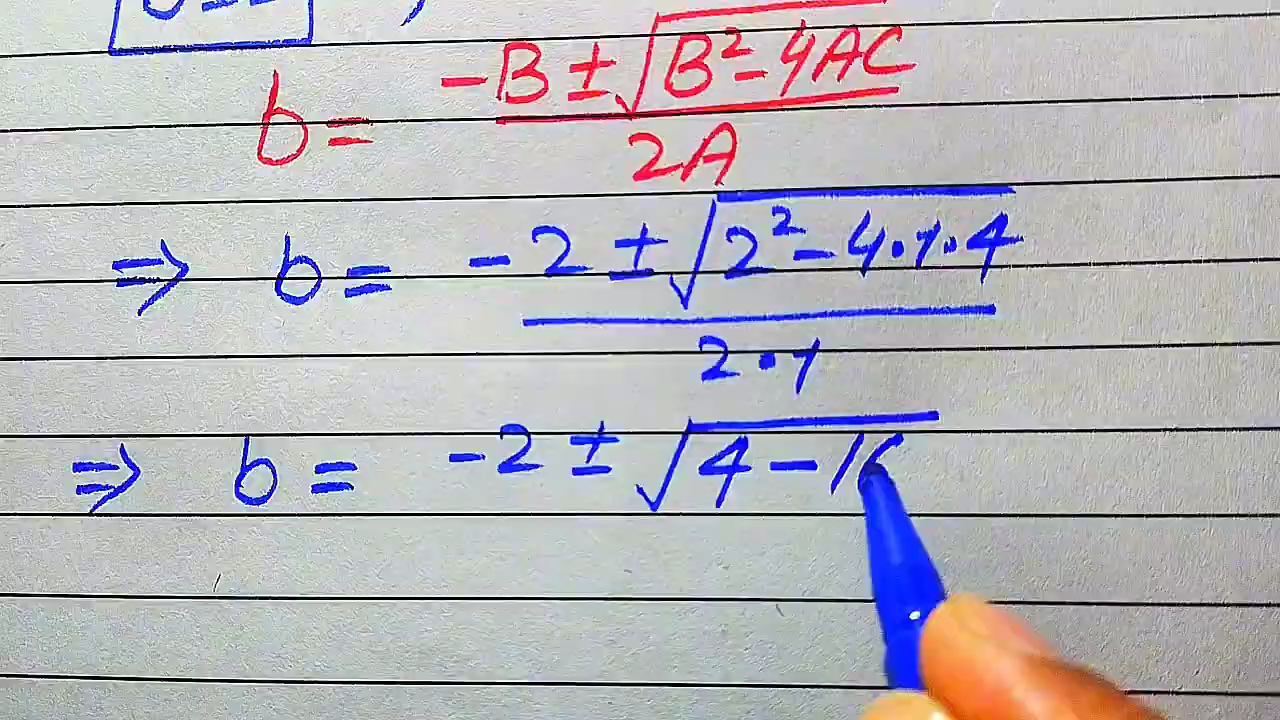 b = -B ± √B² - 4AC / 2A
⇒ b = -2 ± √2² - 4·1·4 / 2·1
⇒ b = -2 ± √4 - 16